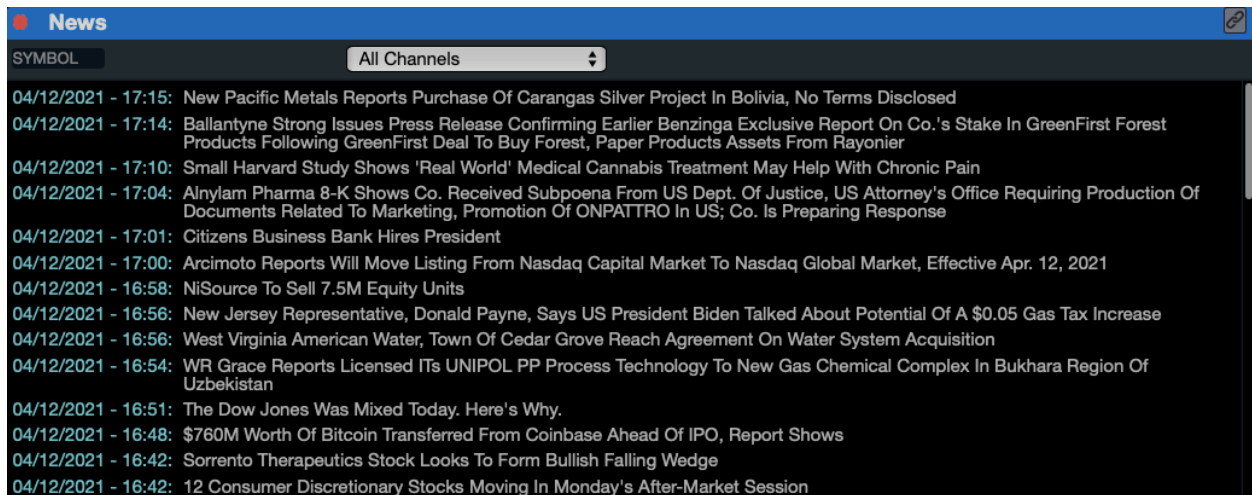 News
SYMBOL
All Channels
04/12/2021 - 17:15: New Pacific Metals Reports Purchase Of Carangas Silver Project In Bolivia, No Terms Disclosed
04/12/2021 - 17:14: Ballantyne Strong Issues Press Release Confirming Earlier Benzinga Exclusive Report On Co.'s Stake In GreenFirst Forest
Products Following GreenFirst Deal To Buy Forest, Paper Products Assets From Rayonier
04/12/2021 - 17:10: Small Harvard Study Shows 'Real World' Medical Cannabis Treatment May Help With Chronic Pain
04/12/2021 - 17:04: Alnylam Pharma 8-K Shows Co. Received Subpoena From US Dept. Of Justice, US Attorney's Office Requiring Production Of
Documents Related To Marketing, Promotion Of ONPATTRO In US; Co. Is Preparing Response
04/12/2021 - 17:01: Citizens Business Bank Hires President
04/12/2021 - 17:00: Arcimoto Reports Will Move Listing From Nasdaq Capital Market To Nasdaq Global Market, Effective Apr. 12, 2021
04/12/2021 - 16:58: NiSource To Sell 7.5M Equity Units
04/12/2021 - 16:56: New Jersey Representative, Donald Payne, Says US President Biden Talked About Potential Of A $0.05 Gas Tax Increase
04/12/2021 - 16:56: West Virginia American Water, Town Of Cedar Grove Reach Agreement On Water System Acquisition
04/12/2021 - 16:54: WR Grace Reports Licensed ITs UNIPOL PP Process Technology To New Gas Chemical Complex In Bukhara Region Of
Uzbekistan
04/12/2021 - 16:51: The Dow Jones Was Mixed Today. Here's Why.
04/12/2021 - 16:48: $760M Worth Of Bitcoin Transferred From Coinbase Ahead Of IPO, Report Shows
04/12/2021 - 16:42: Sorrento Therapeutics Stock Looks To Form Bullish Falling Wedge
04/12/2021 - 16:42: 12 Consumer Discretionary Stocks Moving In Monday's After-Market Session